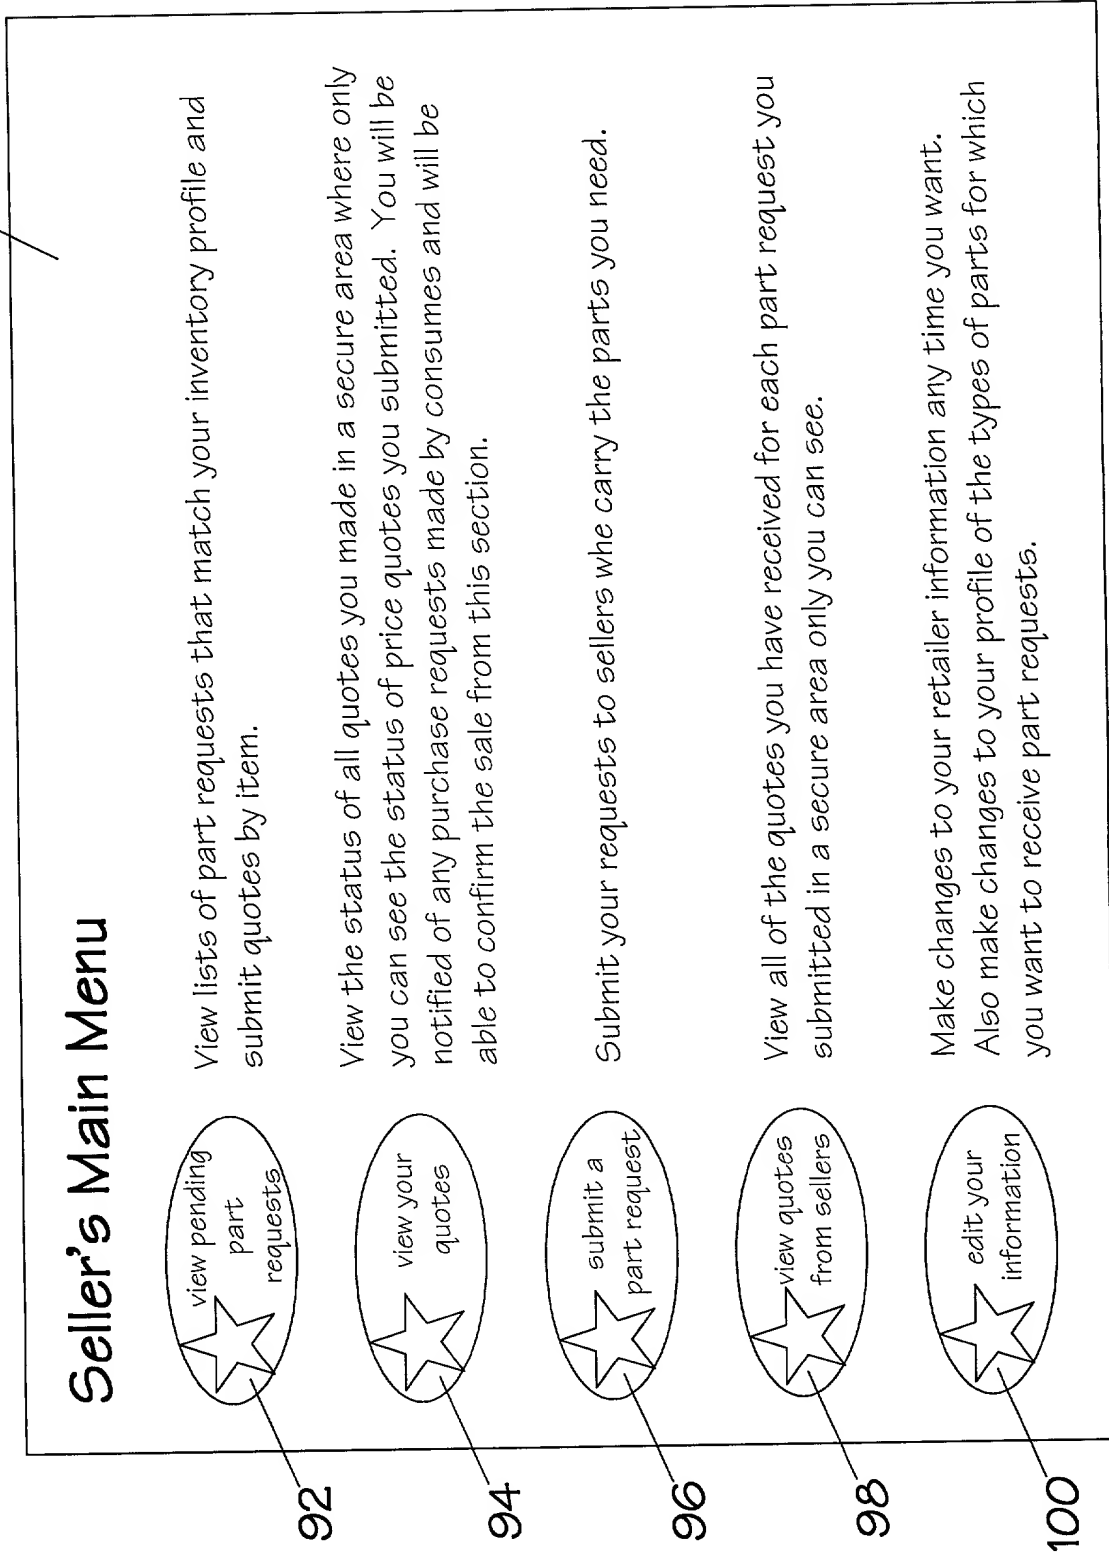 Seller's Main Menu
view pending
part
requests
View lists of part requests that match your inventory profile and
submit quotes by item.
92
view your
quotes
View the status of all quotes you made in a secure area where only
you can see the status of price quotes you submitted. You will be
notified of any purchase requests made by consumes and will be
able to confirm the sale from this section.
94
submit a
part request
Submit your requests to sellers whe carry the parts you need.
96
view quotes
from sellers
View all of the quotes you have received for each part request you
submitted in a secure area only you can see.
98
edit your
information
Make changes to your retailer information any time you want.
Also make changes to your profile of the types of parts for which
you want to receive part requests.
100